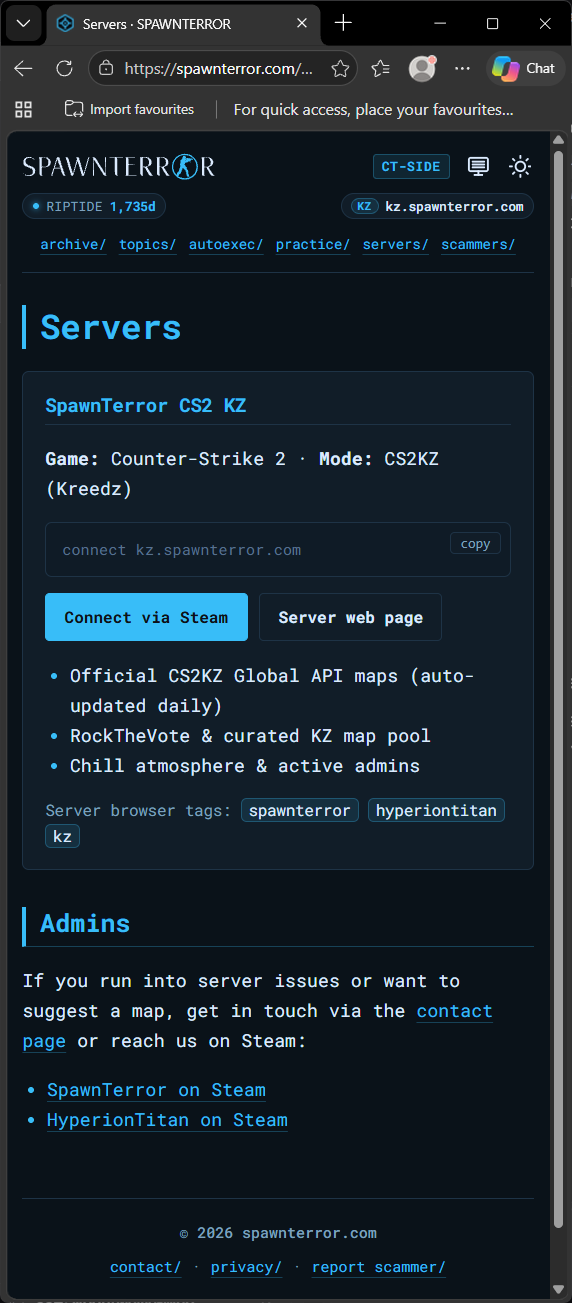 Servers · SPAWNTERROR
https://spawnterror.com/...
Chat
Import favourites
For quick access, place your favourites...
SPAWNTERROR
CT-SIDE
RIPTIDE 1,735d
KZ kz.spawnterror.com
archive/ topics/ autoexec/ practice/ servers/ scammers/
Servers
SpawnTerror CS2 KZ
Game: Counter-Strike 2 · Mode: CS2KZ
(Kreedz)
connect kz.spawnterror.com
copy
Connect via Steam
Server web page
• Official CS2KZ Global API maps (auto-
updated daily)
• RockTheVote & curated KZ map pool
• Chill atmosphere & active admins
Server browser tags: spawnterror hyperiontitan
kz
Admins
If you run into server issues or want to
suggest a map, get in touch via the contact
page or reach us on Steam:
• SpawnTerror on Steam
• HyperionTitan on Steam
© 2026 spawnterror.com
contact/ · privacy/ · report scammer/